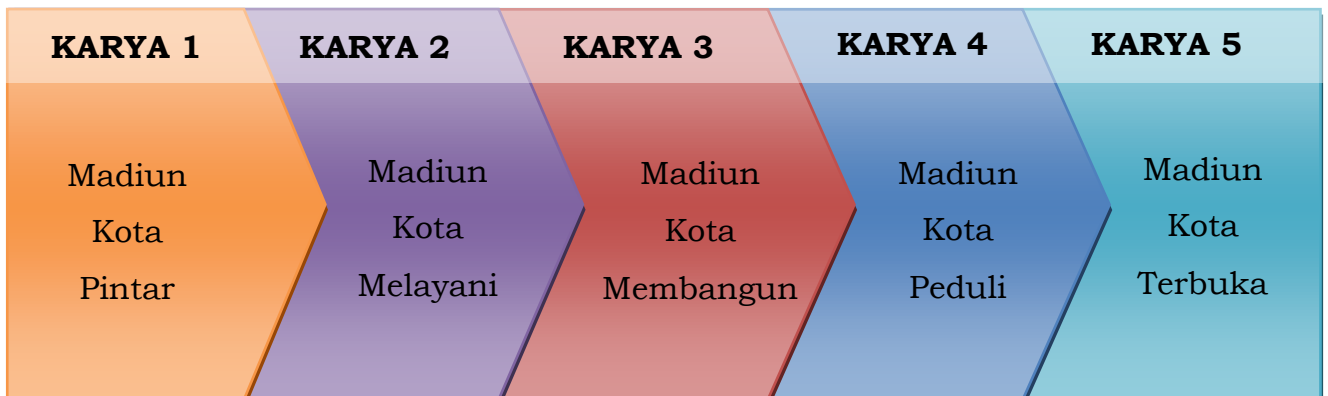 KARYA 1
Madiun
Kota
Pintar
KARYA 2
Madiun
Kota
Melayani
KARYA 3
Madiun
Kota
Membangun
KARYA 4
Madiun
Kota
Peduli
KARYA 5
Madiun
Kota
Terbuka